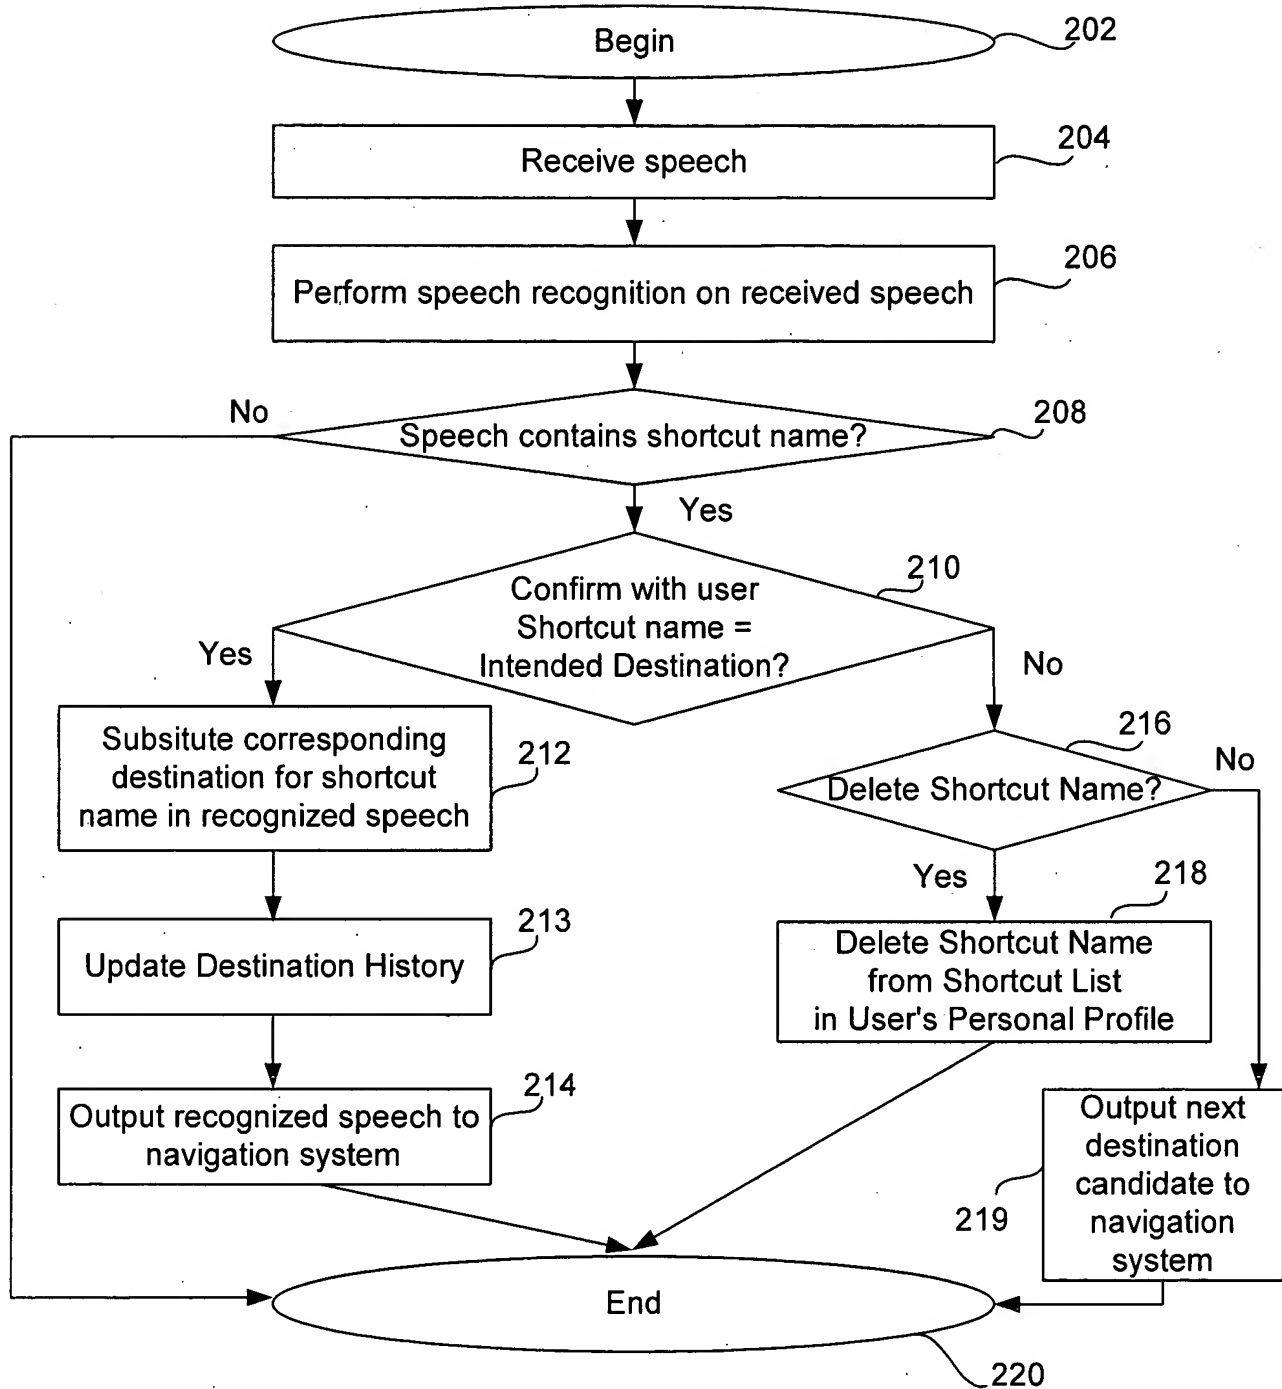 Begin
202
Receive speech
204
Perform speech recognition on received speech
206
No
Speech contains shortcut name?
208
Yes
Confirm with user
Shortcut name =
Intended Destination?
210
Yes
No
Subsitute corresponding
destination for shortcut
name in recognized speech
212
Delete Shortcut Name?
216
No
Yes
Update Destination History
213
Delete Shortcut Name
from Shortcut List
in User's Personal Profile
218
Output recognized speech to
navigation system
214
Output next
destination
candidate to
navigation
system
219
End
220